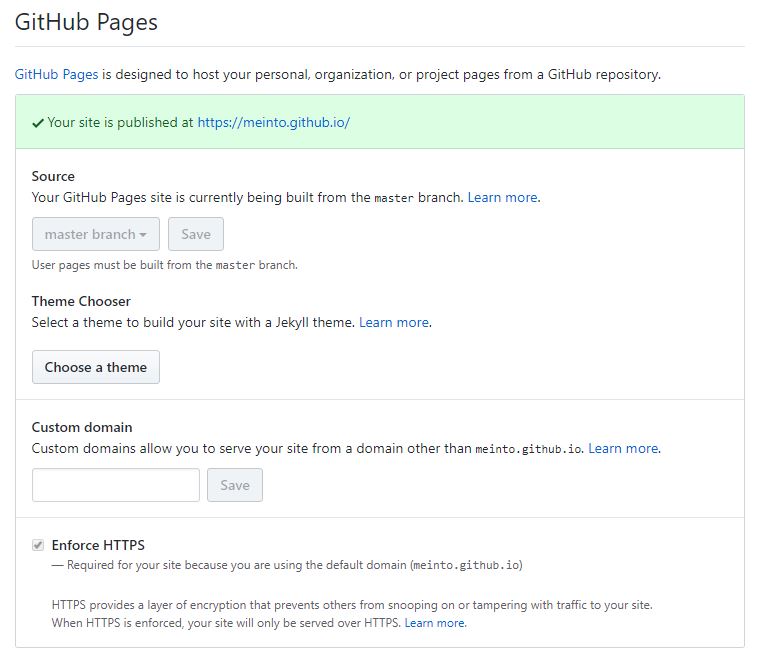 GitHub Pages
GitHub Pages is designed to host your personal, organization, or project pages from a GitHub repository.
Your site is published at https://meinto.github.io/
Source
Your GitHub Pages site is currently being built from the master branch. Learn more.
master branch
Save
User pages must be built from the master branch.
Theme Chooser
Select a theme to build your site with a Jekyll theme. Learn more.
Choose a theme
Custom domain
Custom domains allow you to serve your site from a domain other than meinto.github.io. Learn more.
Save
Enforce HTTPS
— Required for your site because you are using the default domain (meinto.github.io)
HTTPS provides a layer of encryption that prevents others from snooping on or tampering with traffic to your site.
When HTTPS is enforced, your site will only be served over HTTPS. Learn more.